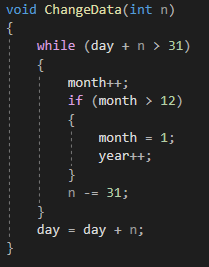 void ChangeData(int n)
{
    while (day + n > 31)
    {
        month++;
        if (month > 12)
        {
            month = 1;
            year++;
        }
        n -= 31;
    }
    day = day + n;
}